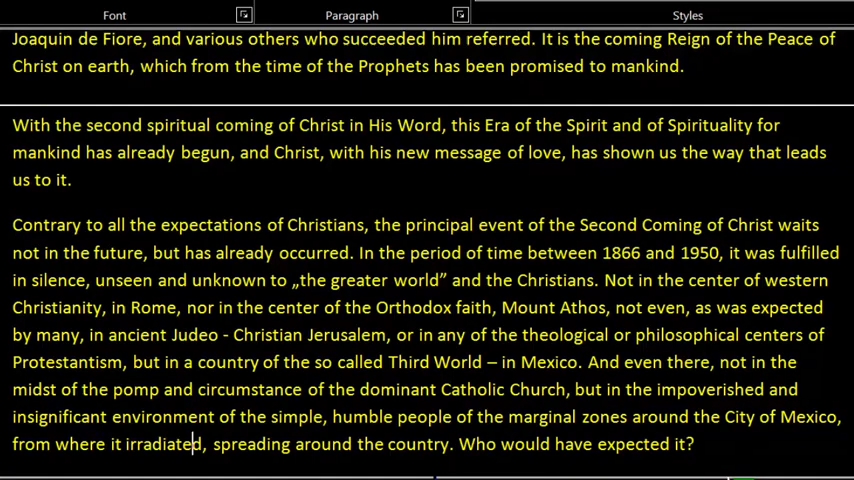 Font Paragraph Styles
Joaquin de Fiore, and various others who succeeded him referred. It is the coming Reign of the Peace of
Christ on earth, which from the time of the Prophets has been promised to mankind.
With the second spiritual coming of Christ in His Word, this Era of the Spirit and of Spirituality for
mankind has already begun, and Christ, with his new message of love, has shown us the way that leads
us to it.
Contrary to all the expectations of Christians, the principal event of the Second Coming of Christ waits
not in the future, but has already occurred. In the period of time between 1866 and 1950, it was fulfilled
in silence, unseen and unknown to „the greater world” and the Christians. Not in the center of western
Christianity, in Rome, nor in the center of the Orthodox faith, Mount Athos, not even, as was expected
by many, in ancient Judeo - Christian Jerusalem, or in any of the theological or philosophical centers of
Protestantism, but in a country of the so called Third World – in Mexico. And even there, not in the
midst of the pomp and circumstance of the dominant Catholic Church, but in the impoverished and
insignificant environment of the simple, humble people of the marginal zones around the City of Mexico,
from where it irradiated, spreading around the country. Who would have expected it?